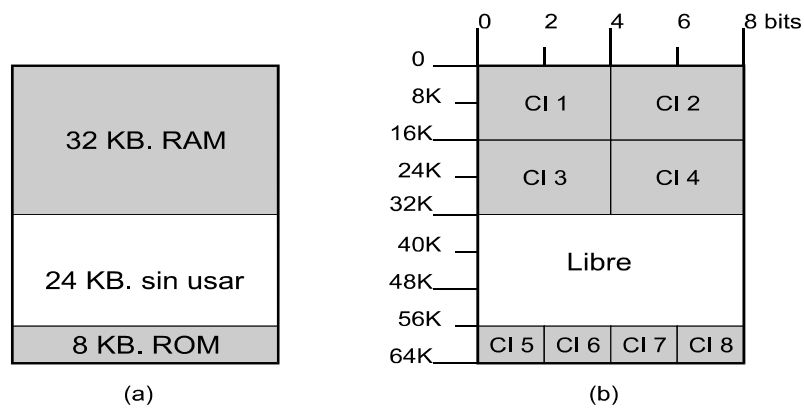 32 KB. RAM
24 KB. sin usar
8 KB. ROM
(a)
0 2 4 6 8 bits
0
8K
16K
24K
32K
40K
48K
56K
64K
CI 1 CI 2
CI 3 CI 4
Libre
CI 5 CI 6 CI 7 CI 8
(b)